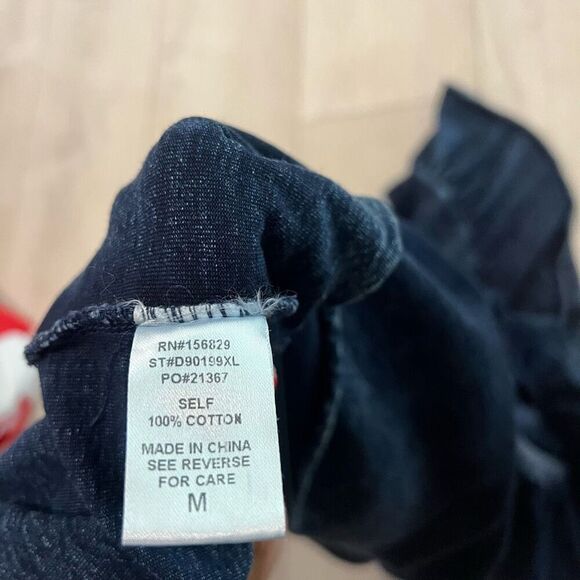 RN#156829
ST#D90199XL
PO#21367
SELF
100% COTTON
MADE IN CHINA
SEE REVERSE
FOR CARE
M